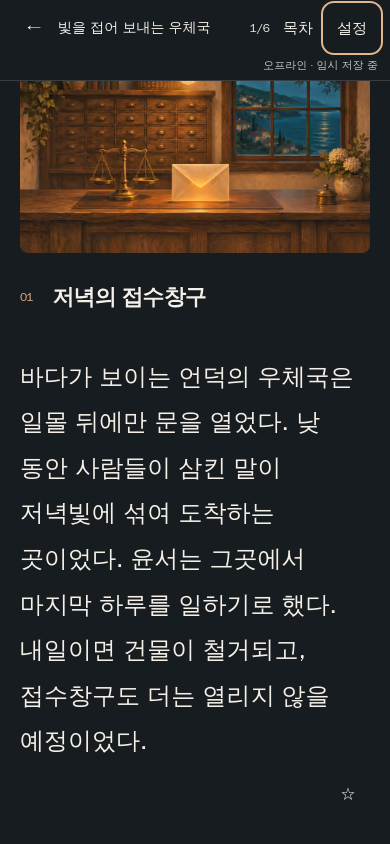 ← 빛을 접어 보내는 우체국 1/6 목차 설정
오프라인 · 임시 저장 중
01 저녁의 접수창구
바다가 보이는 언덕의 우체국은
일몰 뒤에만 문을 열었다. 낮
동안 사람들이 삼킨 말이
저녁빛에 섞여 도착하는
곳이었다. 윤서는 그곳에서
마지막 하루를 일하기로 했다.
내일이면 건물이 철거되고,
접수창구도 더는 열리지 않을
예정이었다.
☆